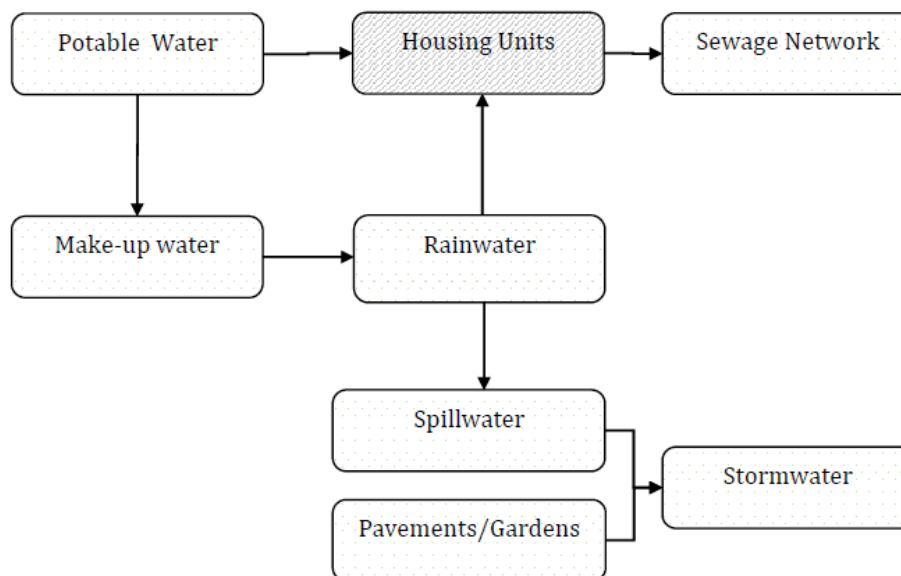 Potable Water
Housing Units
Sewage Network
Make-up water
Rainwater
Spillwater
Stormwater
Pavements/Gardens